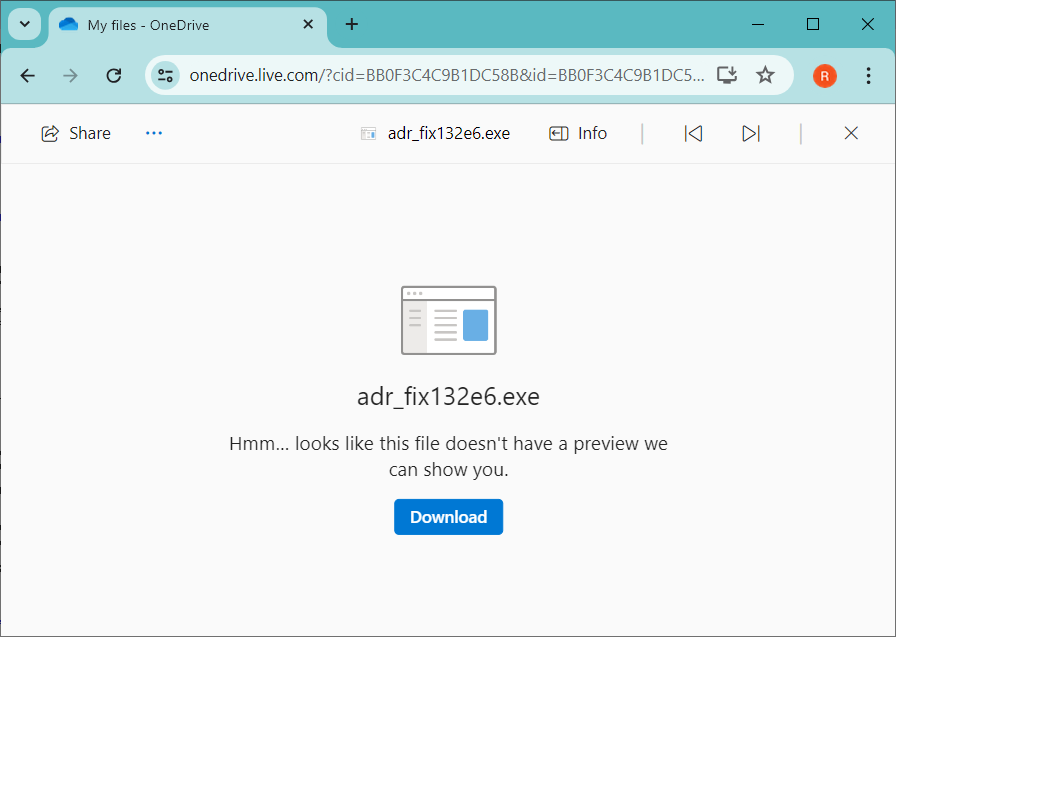 My files - OneDrive
onedrive.live.com/?cid=BB0F3C4C9B1DC58B&id=BB0F3C4C9B1DC5...
R
Share
adr_fix132e6.exe
Info
adr_fix132e6.exe
Hmm... looks like this file doesn't have a preview we
can show you.
Download